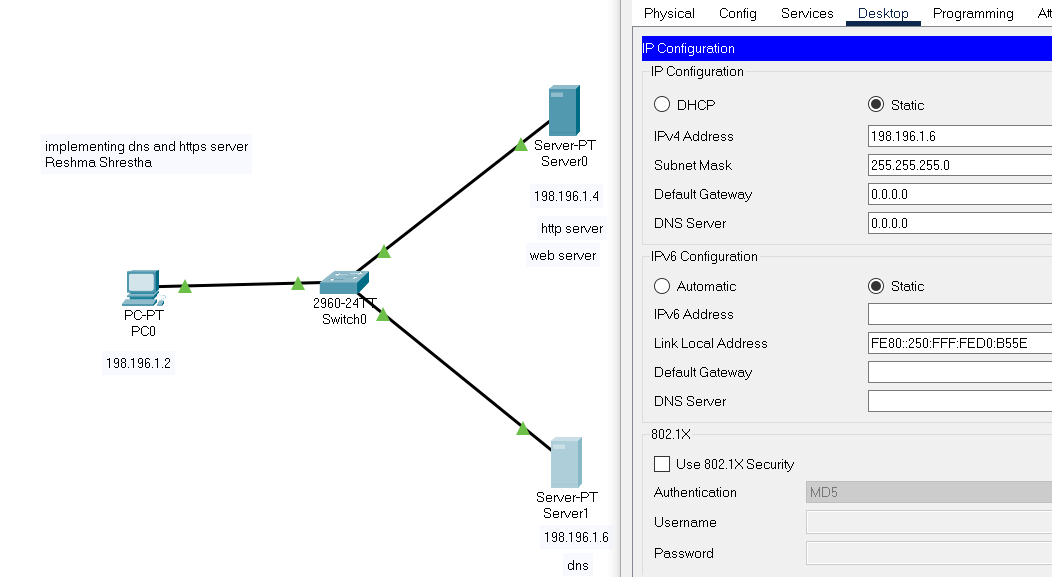 implementing dns and https server
Reshma Shrestha
Server-PT
Server0
198.196.1.4
http server
web server
2960-24TT
Switch0
PC-PT
PC0
198.196.1.2
Server-PT
Server1
198.196.1.6
dns
Physical Config Services Desktop Programming
IP Configuration
IP Configuration
DHCP Static
IPv4 Address 198.196.1.6
Subnet Mask 255.255.255.0
Default Gateway 0.0.0.0
DNS Server 0.0.0.0
IPv6 Configuration
Automatic Static
IPv6 Address
Link Local Address FE80::250:FFF:FED0:B55E
Default Gateway
DNS Server
802.1X
Use 802.1X Security
Authentication MD5
Username
Password